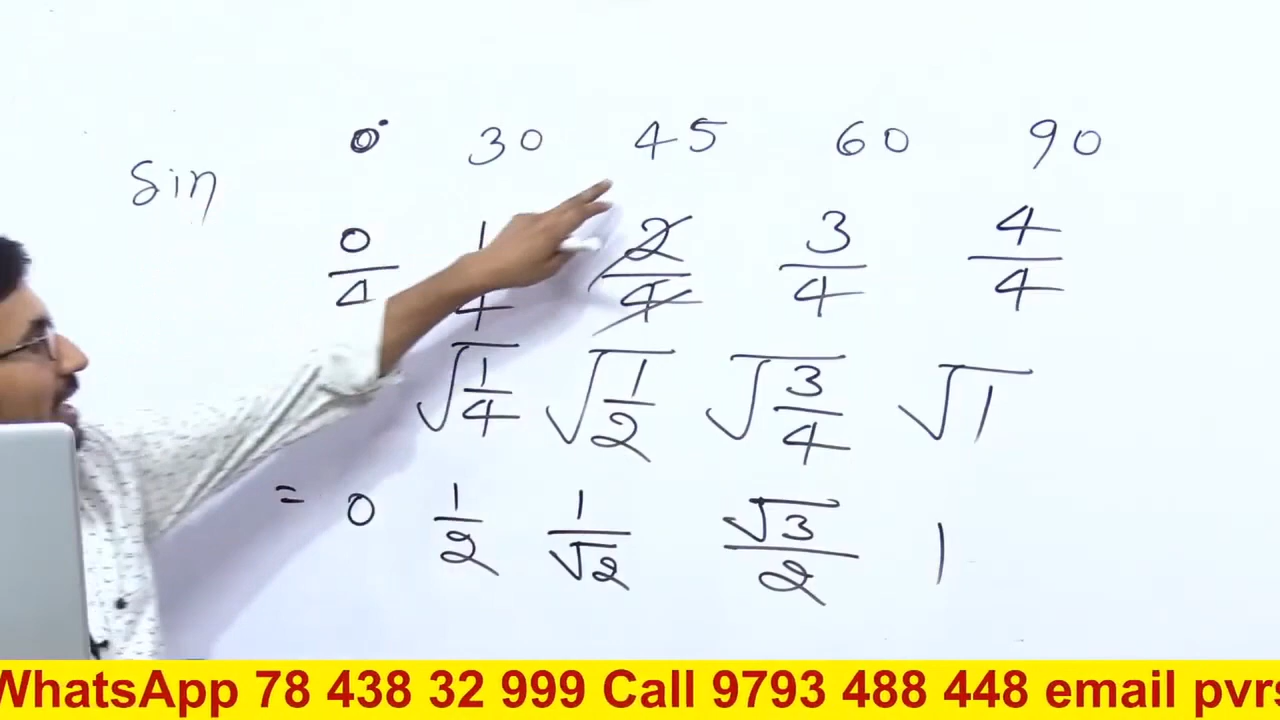 0° 30 45 60 90
Sin
0/4 1/4 2/4 3/4 4/4
√1/4 √1/2 √3/4 √1
= 0 1/2 1/√2 √3/2 1
WhatsApp 78 438 32 999 Call 9793 488 448 email pvrs